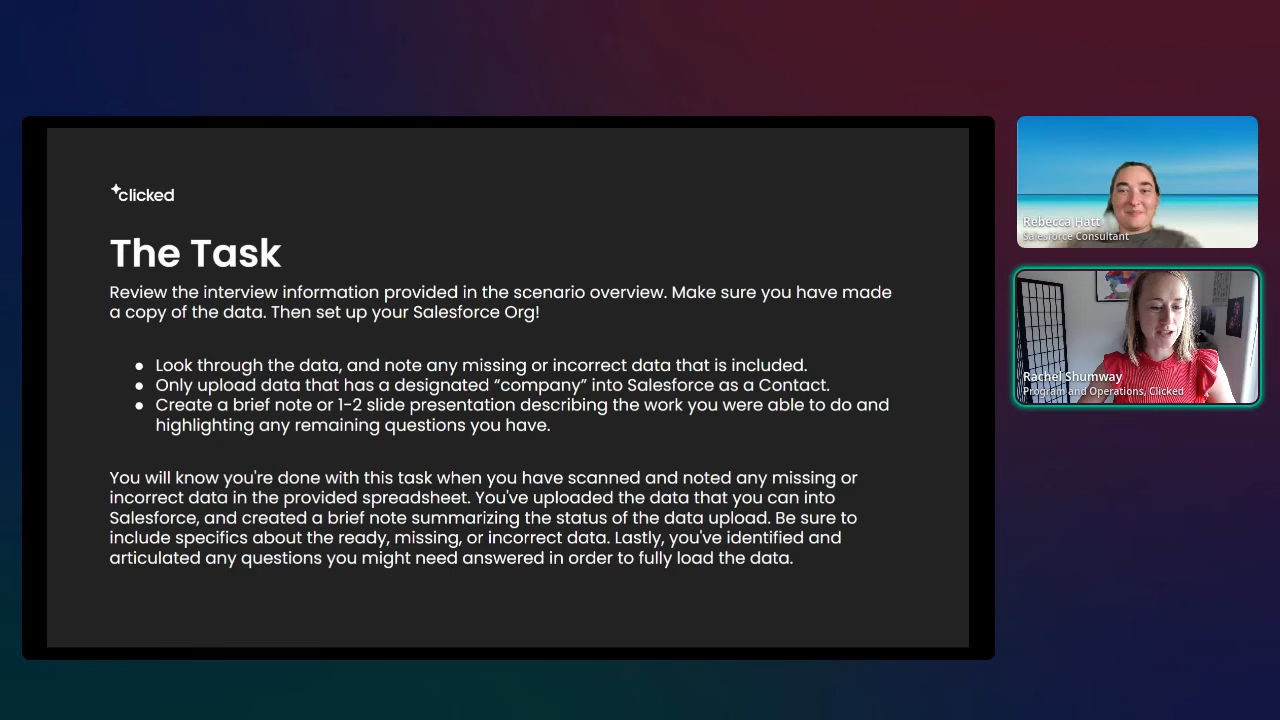 clicked
The Task
Review the interview information provided in the scenario overview. Make sure you have made
a copy of the data. Then set up your Salesforce Org!
● Look through the data, and note any missing or incorrect data that is included.
● Only upload data that has a designated “company” into Salesforce as a Contact.
● Create a brief note or 1-2 slide presentation describing the work you were able to do and
highlighting any remaining questions you have.
You will know you're done with this task when you have scanned and noted any missing or
incorrect data in the provided spreadsheet. You've uploaded the data that you can into
Salesforce, and created a brief note summarizing the status of the data upload. Be sure to
include specifics about the ready, missing, or incorrect data. Lastly, you've identified and
articulated any questions you might need answered in order to fully load the data.
Rebecca Hatt
Salesforce Consultant
Rachel Shumway
Program and Operations, Clicked